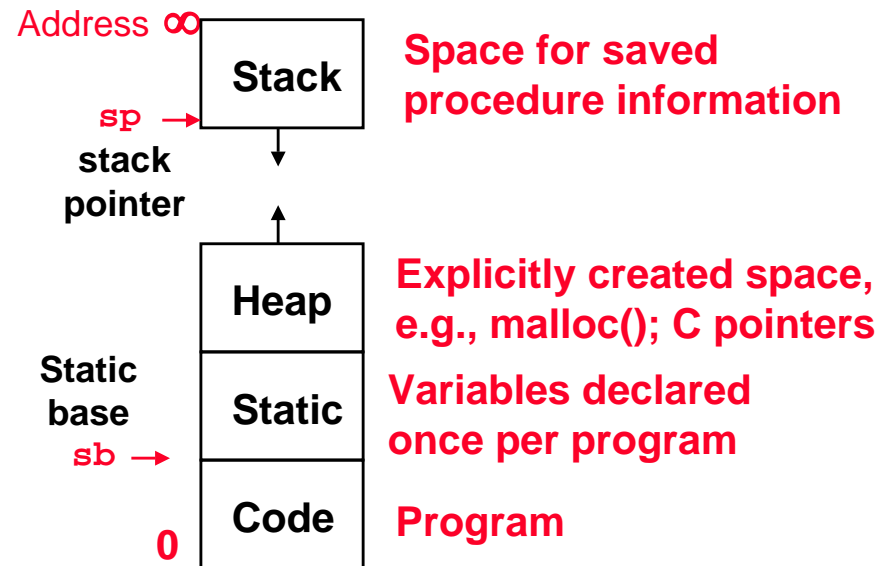 Address ∞
Stack
Space for saved
procedure information
sp
stack
pointer
Heap
Explicitly created space,
e.g., malloc(); C pointers
Static
base
sb
Static
Variables declared
once per program
Code
Program
0